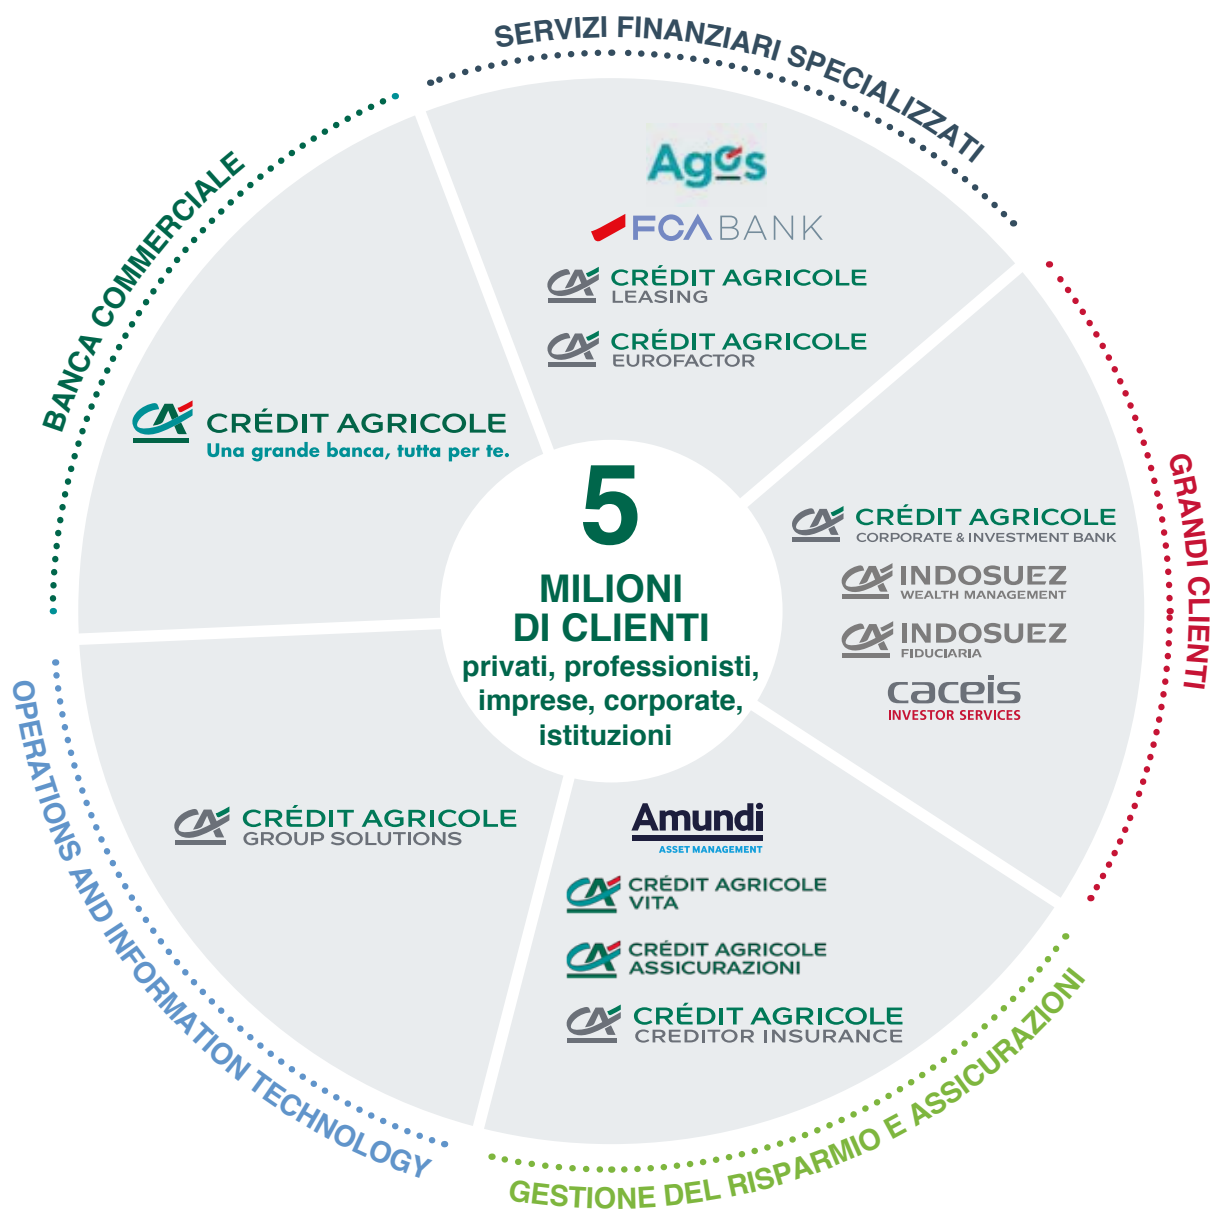 SERVIZI FINANZIARI SPECIALIZZATI
Agos
FCA BANK
CRÉDIT AGRICOLE
LEASING
CRÉDIT AGRICOLE
EUROFACTOR
BANCA COMMERCIALE
CRÉDIT AGRICOLE
Una grande banca, tutta per te.
5
MILIONI
DI CLIENTI
privati, professionisti,
imprese, corporate,
istituzioni
GRANDI CLIENTI
CRÉDIT AGRICOLE
CORPORATE & INVESTMENT BANK
INDOSUEZ
WEALTH MANAGEMENT
INDOSUEZ
FIDUCIARIA
caceis
INVESTOR SERVICES
OPERATIONS AND INFORMATION TECHNOLOGY
CRÉDIT AGRICOLE
GROUP SOLUTIONS
Amundi
ASSET MANAGEMENT
CRÉDIT AGRICOLE
VITA
CRÉDIT AGRICOLE
ASSICURAZIONI
CRÉDIT AGRICOLE
CREDITOR INSURANCE
GESTIONE DEL RISPARMIO E ASSICURAZIONI